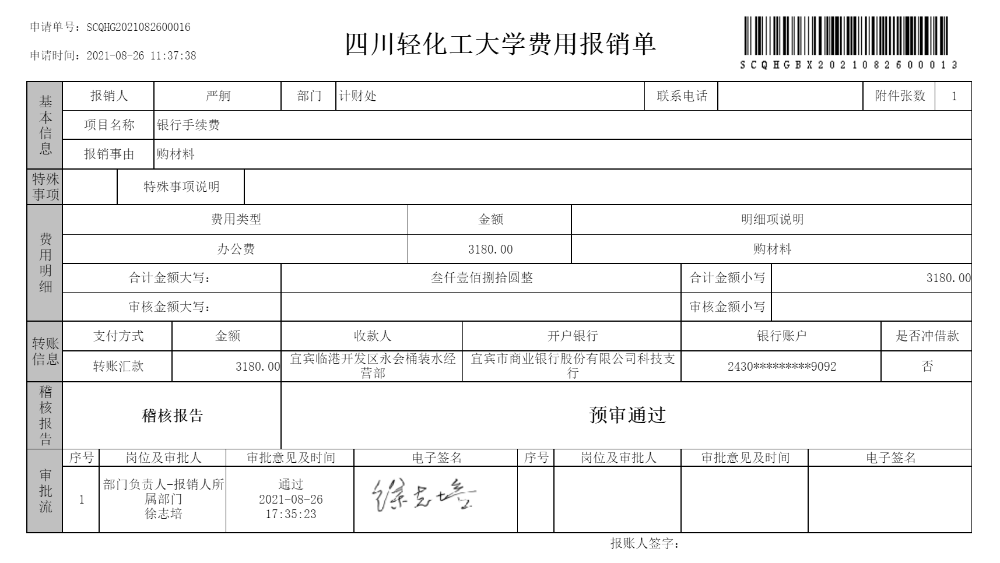 申请单号：SCQHG2021082600016
四川轻化工大学费用报销单
申请时间：2021-08-26 11:37:38
SCQHGBX2021082600013
基本信息
报销人 严舸 部门 计财处 联系电话 附件张数 1
项目名称 银行手续费
报销事由 购材料
特殊事项
特殊事项说明
费用明细
费用类型 金额 明细项说明
办公费 3180.00 购材料
合计金额大写： 叁仟壹佰捌拾圆整 合计金额小写 3180.00
审核金额大写： 审核金额小写
转账信息
支付方式 金额 收款人 开户银行 银行账户 是否冲借款
转账汇款 3180.00 宜宾临港开发区永会桶装水经营部 宜宾市商业银行股份有限公司科技支行 2430*********9092 否
稽核报告
稽核报告 预审通过
审批流
序号 岗位及审批人 审批意见及时间 电子签名 序号 岗位及审批人 审批意见及时间 电子签名
1 部门负责人-报销人所属部门 徐志培 通过 2021-08-26 17:35:23 徐志培
报账人签字：